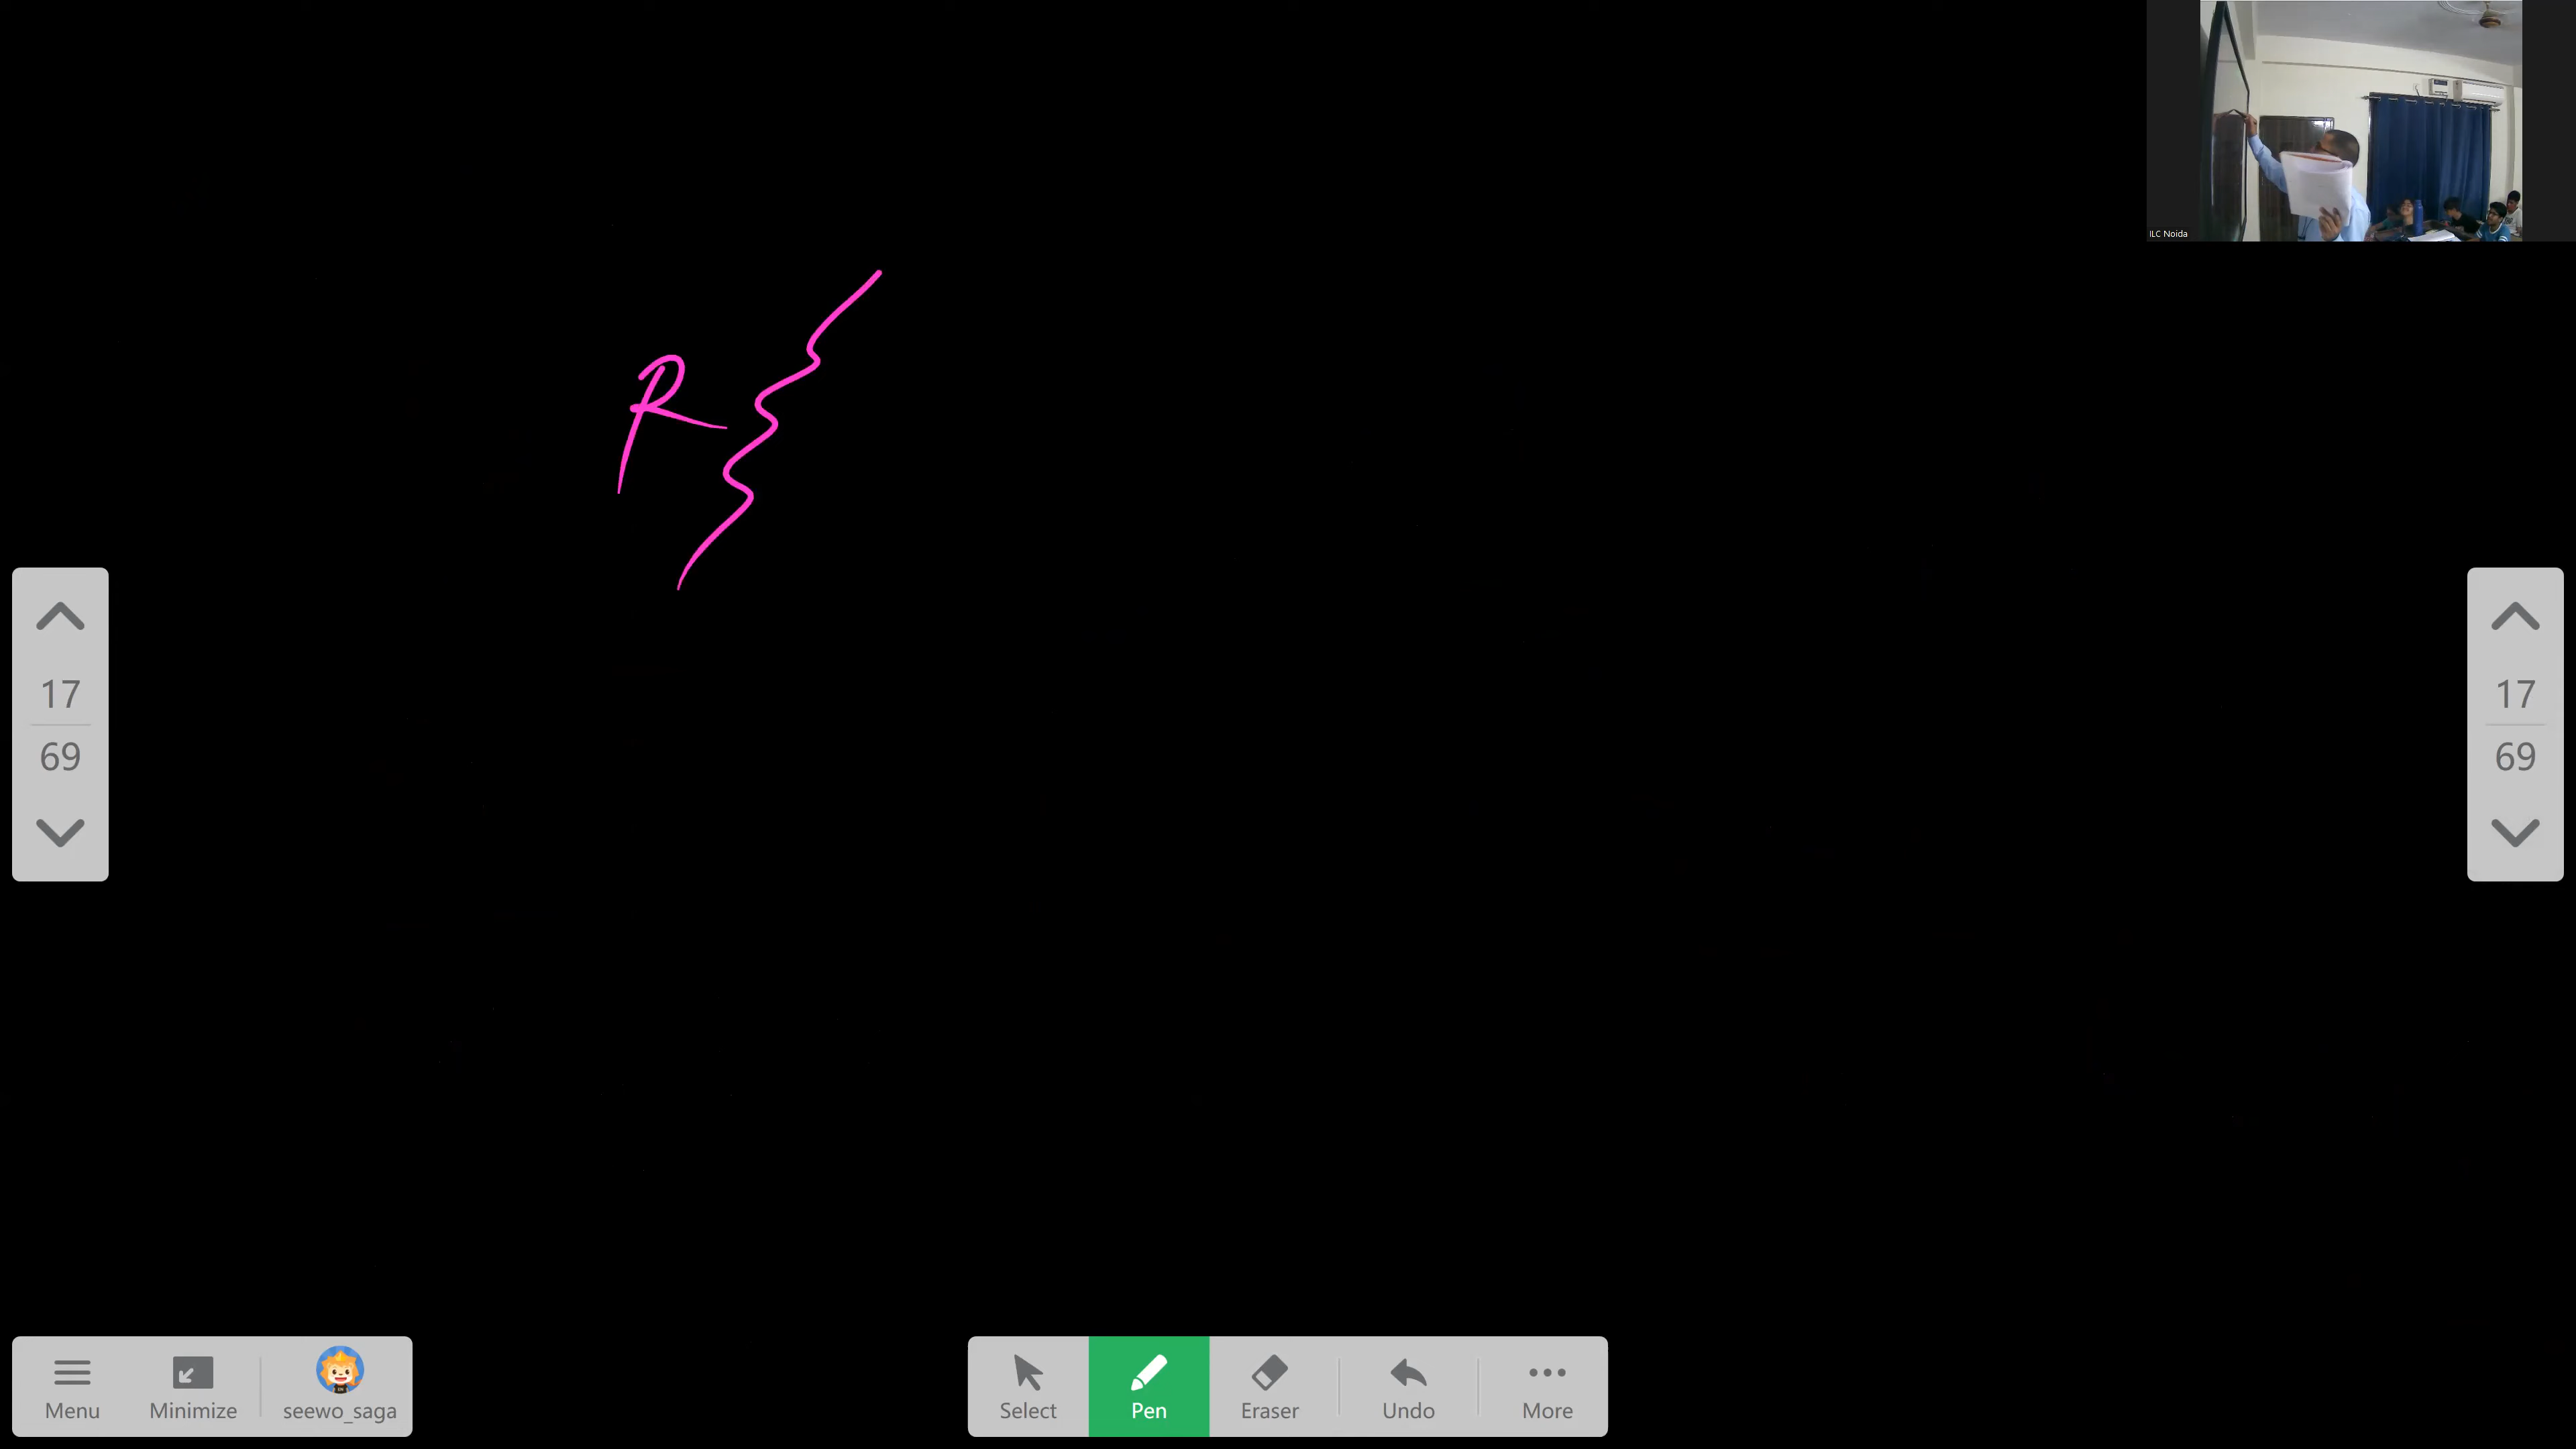 ILC Noida
R
17
69
17
69
Menu
Minimize
seewo_saga
Select
Pen
Eraser
Undo
More